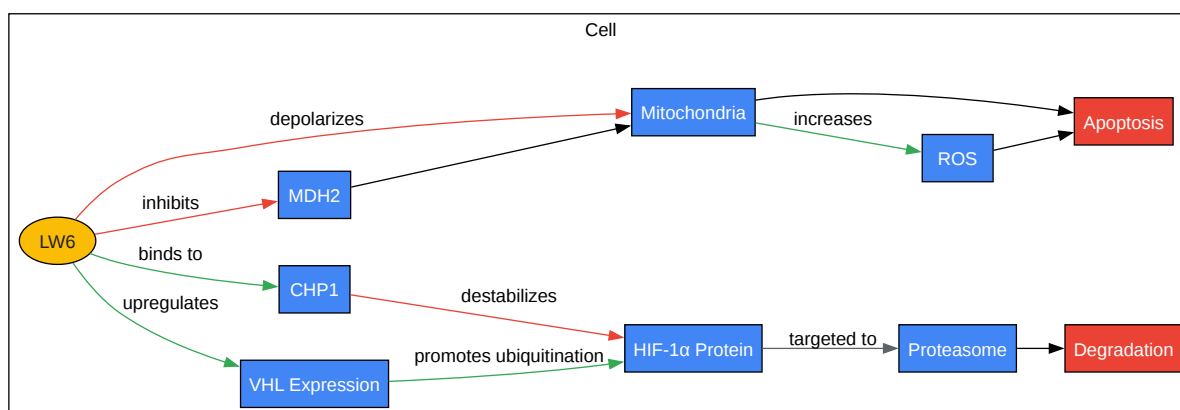 Cell
depolarizes
Mitochondria
increases
Apoptosis
ROS
inhibits
MDH2
LW6
binds to
CHP1
destabilizes
upregulates
HIF-1α Protein
targeted to
Proteasome
Degradation
promotes ubiquitination
VHL Expression